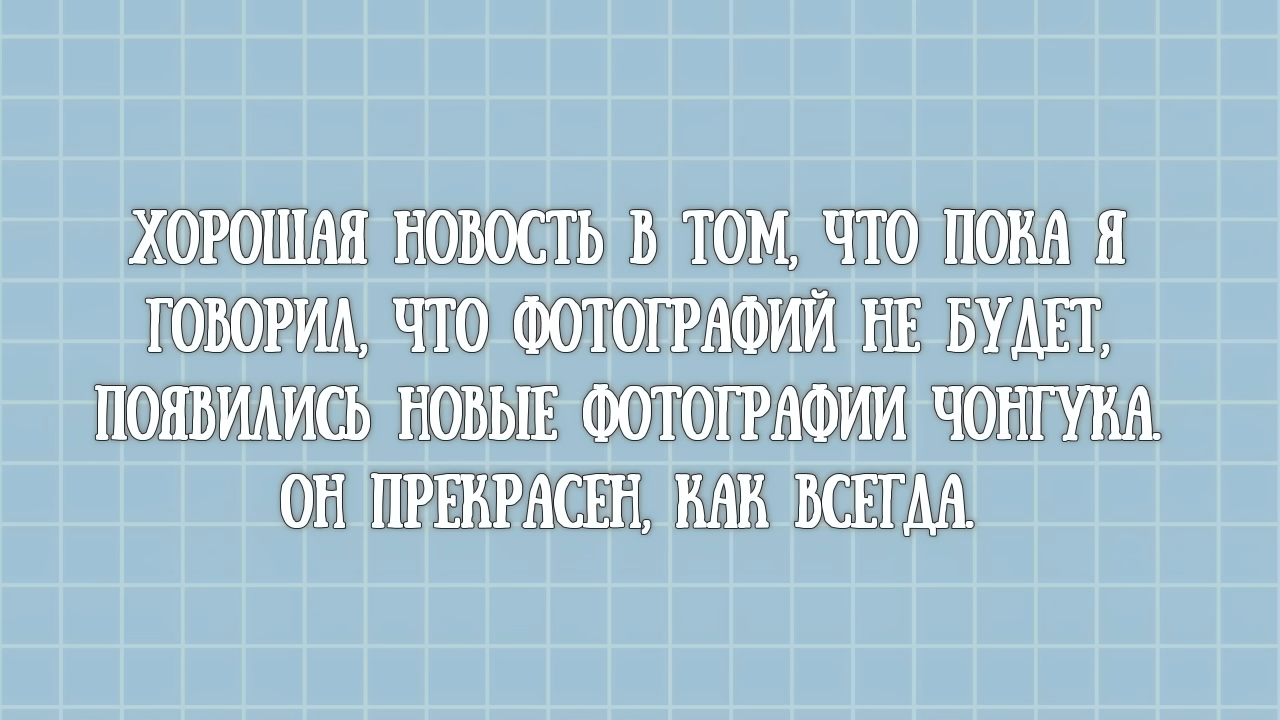 ХОРОШАЯ НОВОСТЬ В ТОМ, ЧТО ПОКА Я
ГОВОРИЛ, ЧТО ФОТОГРАФИЙ НЕ БУДЕТ,
ПОЯВИЛИСЬ НОВЫЕ ФОТОГРАФИИ ЧОНГУКА.
ОН ПРЕКРАСЕН, КАК ВСЕГДА.